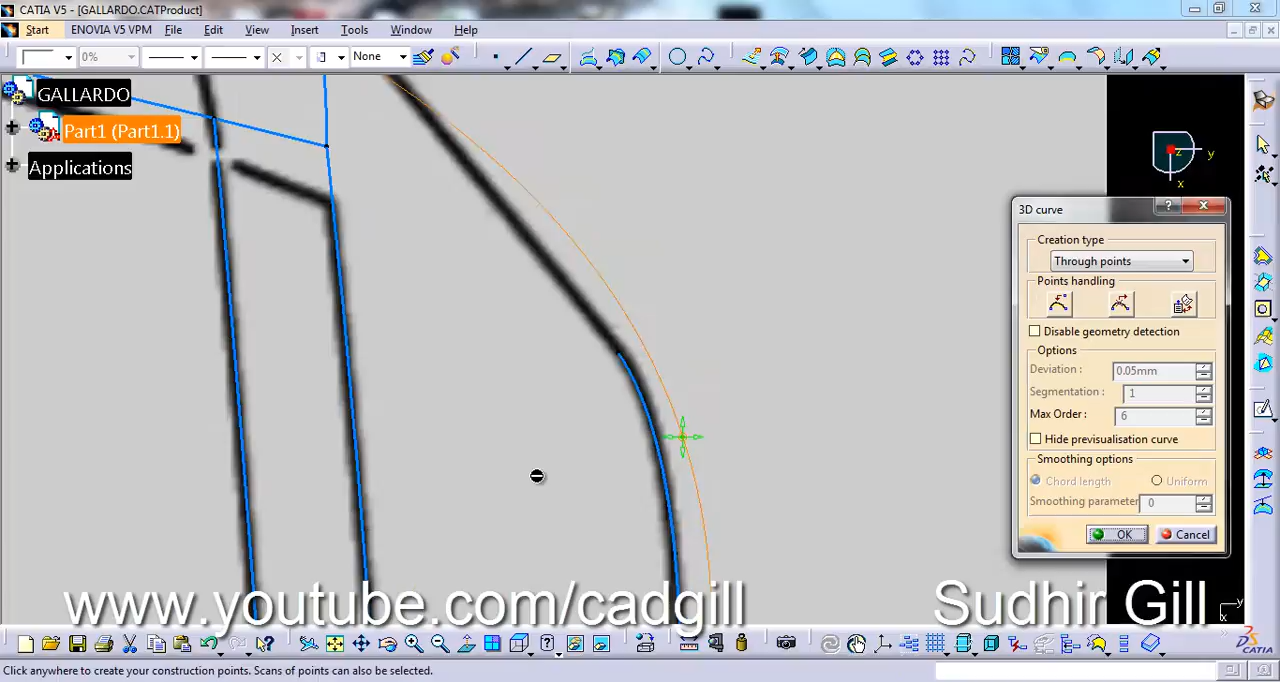 CATIA V5 - [GALLARDO.CATProduct]
Start ENOVIA V5 VPM File Edit View Insert Tools Window Help
0% None
GALLARDO
Part1 (Part1.1)
Applications
z y
x
3D curve
Creation type
Through points
Points handling
Disable geometry detection
Options
Deviation : 0.05mm
Segmentation : 1
Max Order : 6
Hide previsualisation curve
Smoothing options
Chord length Uniform
Smoothing parameter 0
OK Cancel
www.youtube.com/cadgill Sudhir Gill
y
x
CATIA
Click anywhere to create your construction points. Scans of points can also be selected.